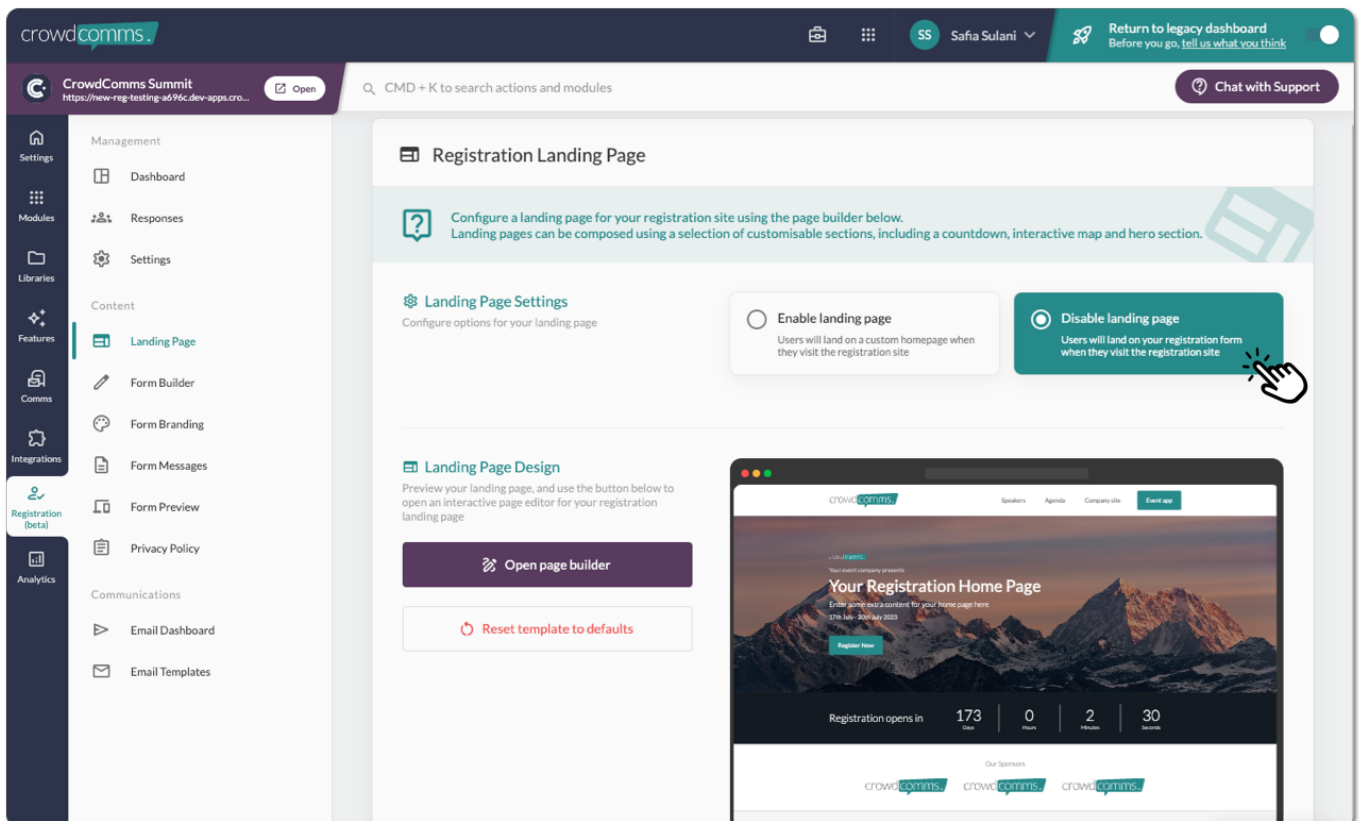 crowdcomms.
SS
Safia Sulani
Return to legacy dashboard
Before you go, tell us what you think
CrowdComms Summit
https://new-reg-testing-a696c.dev-apps.cro...
Open
CMD + K to search actions and modules
Chat with Support
Settings
Modules
Libraries
Features
Comms
Integrations
Registration
(beta)
Analytics
Management
Dashboard
Responses
Settings
Content
Landing Page
Form Builder
Form Branding
Form Messages
Form Preview
Privacy Policy
Communications
Email Dashboard
Email Templates
Registration Landing Page
Configure a landing page for your registration site using the page builder below.
Landing pages can be composed using a selection of customisable sections, including a countdown, interactive map and hero section.
Landing Page Settings
Configure options for your landing page
Enable landing page
Users will land on a custom homepage when
they visit the registration site
Disable landing page
Users will land on your registration form
when they visit the registration site
Landing Page Design
Preview your landing page, and use the button below to
open an interactive page editor for your registration
landing page
Open page builder
Reset template to defaults
crowdcomms.
Speakers
Agenda
Company site
Event app
crowdcomms.
Your event company presents
Your Registration Home Page
Enter some extra content for your home page here
17th July - 20th July 2023
Register Now
Registration opens in
173
Days
0
Hours
2
Minutes
30
Seconds
Our Sponsors
crowdcomms.
crowdcomms.
crowdcomms.